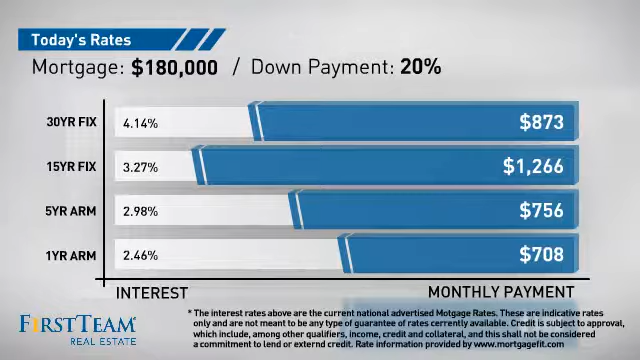 Today's Rates
Mortgage: $180,000 / Down Payment: 20%
30YR FIX 4.14% $873
15YR FIX 3.27% $1,266
5YR ARM 2.98% $756
1YR ARM 2.46% $708
INTEREST MONTHLY PAYMENT
FIRSTTEAM®
REAL ESTATE
* The interest rates above are the current national advertised Motgage Rates. These are indicative rates
only and are not meant to be any type of guarantee of rates cerrently available. Credit is subject to approval,
which include, among other qualifiers, income, credit and collateral, and this shall not be considered
a commitment to lend or externd credit. Rate information provided by www.mortgagefit.com